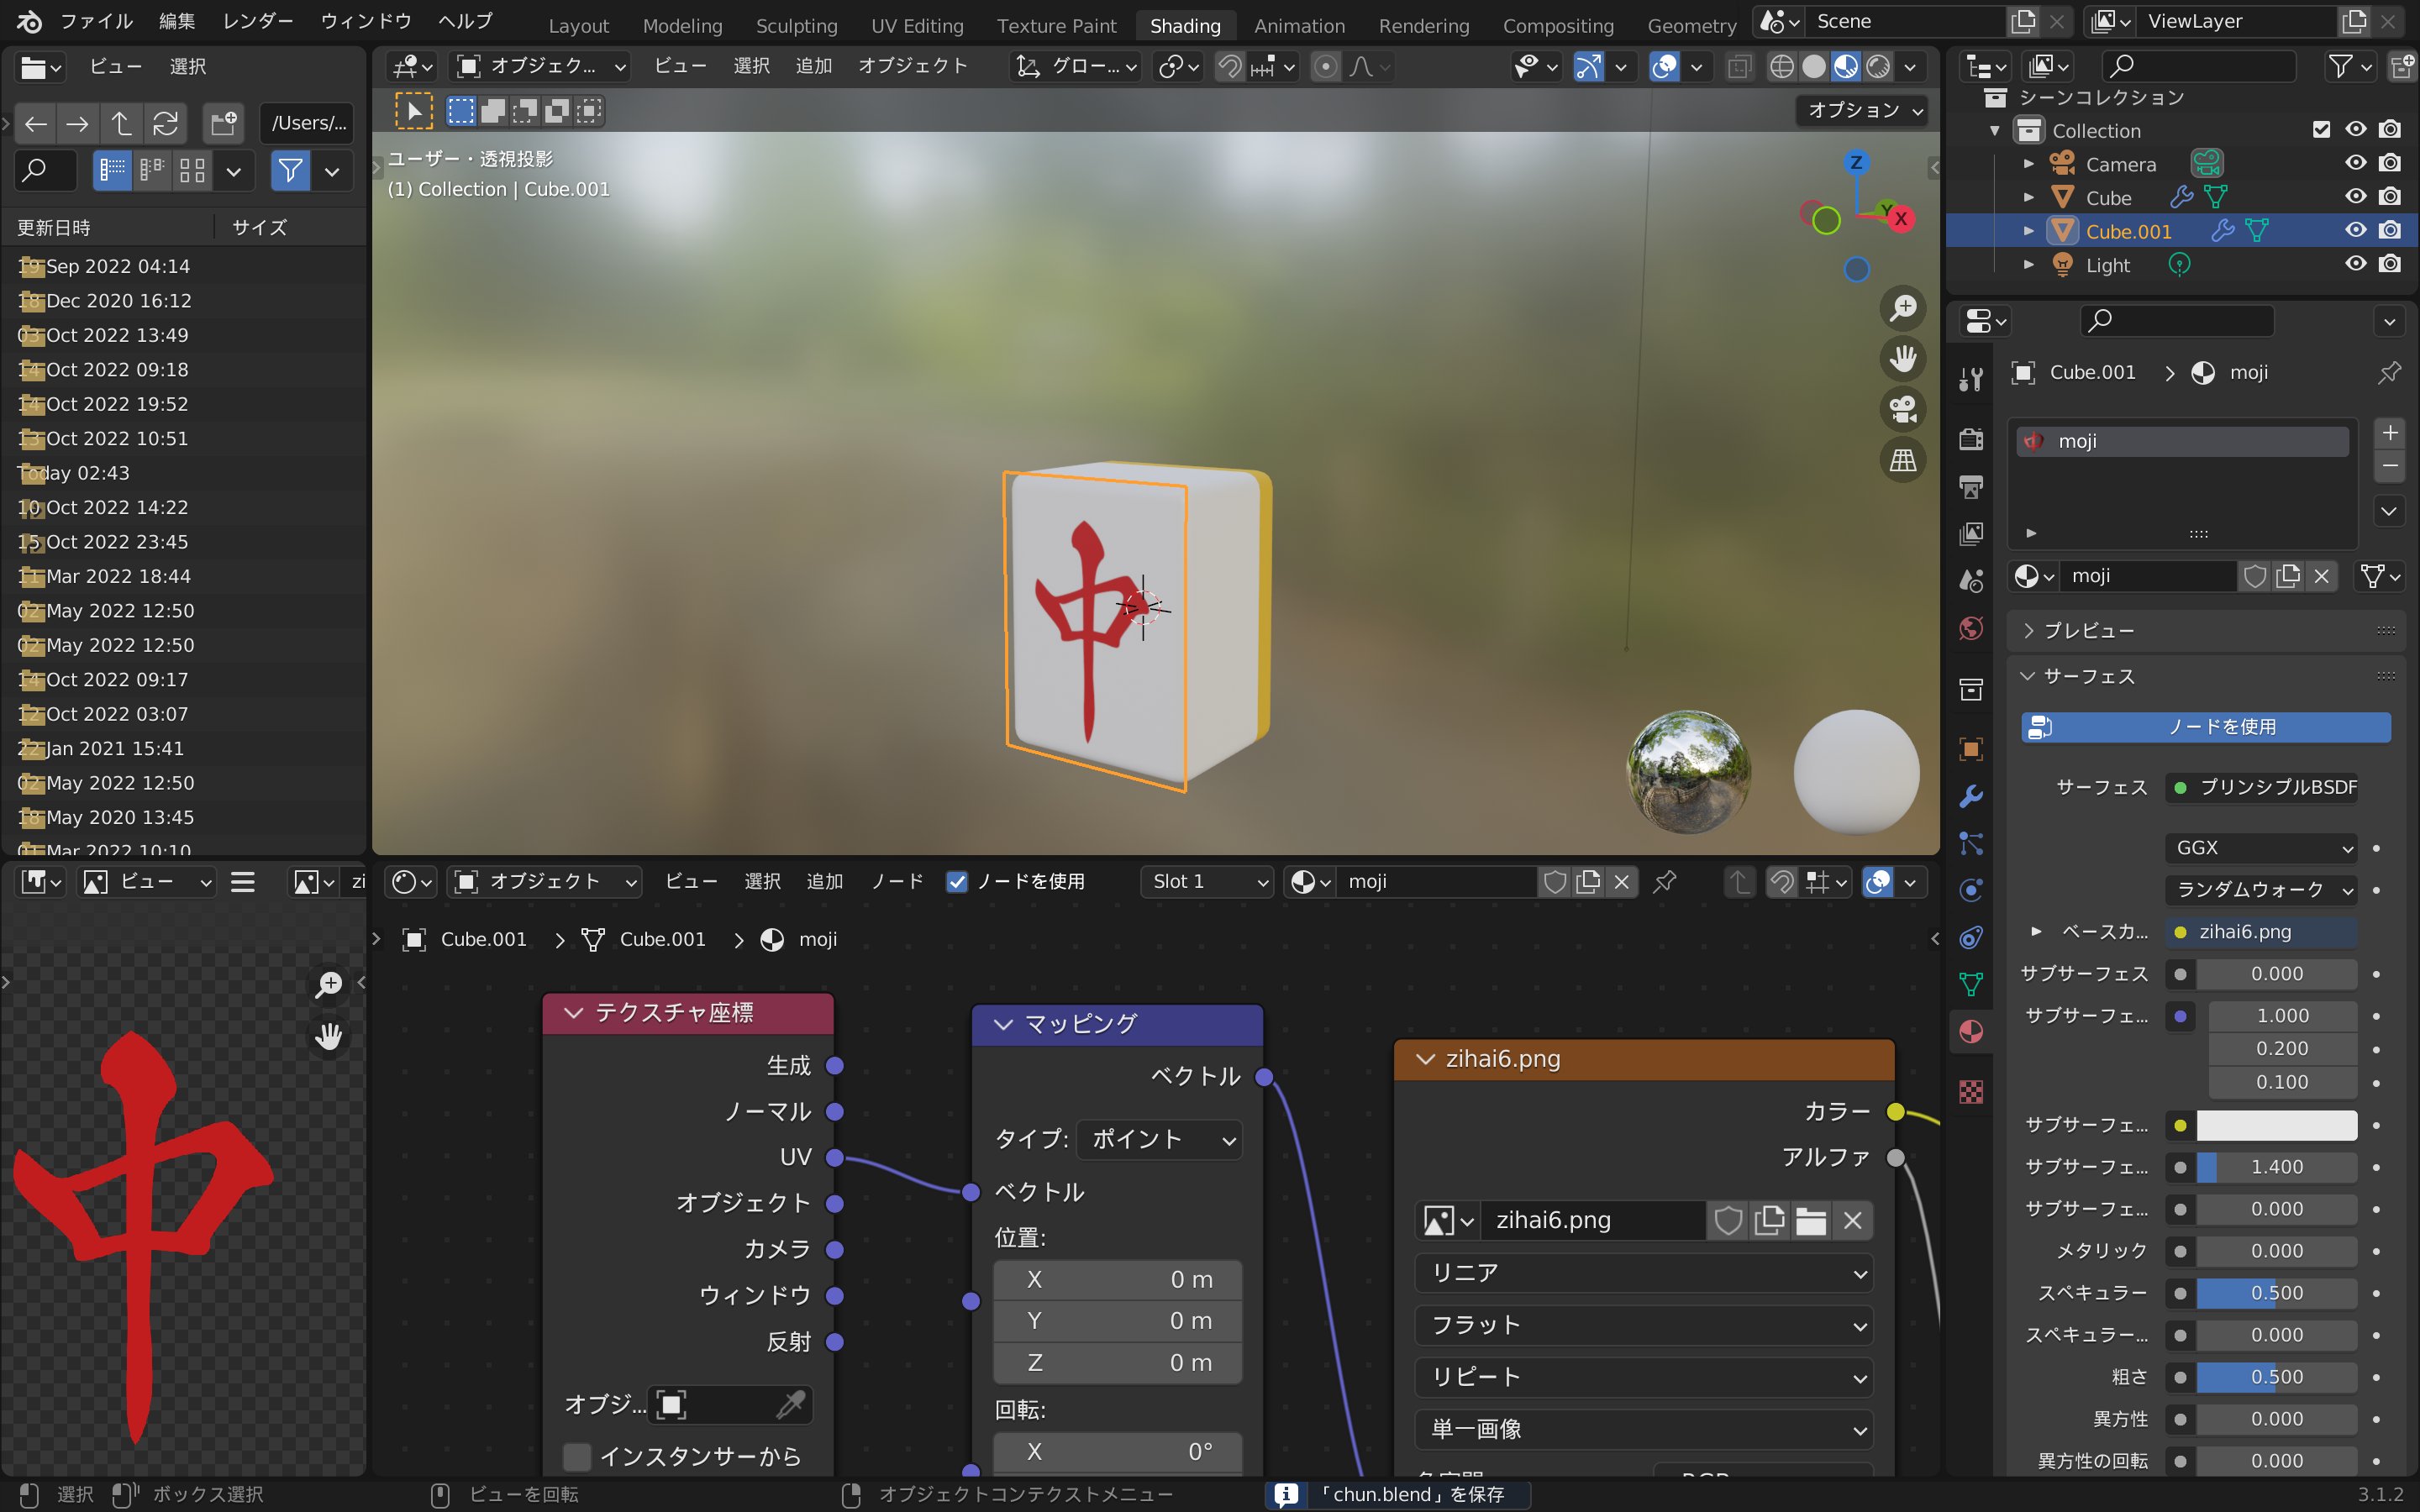 ファイル 編集 レンダー ウィンドウ ヘルプ Layout Modeling Sculpting UV Editing Texture Paint Shading Animation Rendering Compositing Geometry Scene ViewLayer
ビュー 選択
/Users/...
更新日時 サイズ
19 Sep 2022 04:14
18 Dec 2020 16:12
03 Oct 2022 13:49
14 Oct 2022 09:18
14 Oct 2022 19:52
13 Oct 2022 10:51
Today 02:43
10 Oct 2022 14:22
15 Oct 2022 23:45
11 Mar 2022 18:44
02 May 2022 12:50
02 May 2022 12:50
14 Oct 2022 09:17
12 Oct 2022 03:07
22 Jan 2021 15:41
02 May 2022 12:50
18 May 2020 13:45
01 Mar 2022 10:10
オブジェク... ビュー 選択 追加 オブジェクト グロー...
オプション
ユーザー・透視投影
(1) Collection | Cube.001
Z
Y
X
中
シーンコレクション
Collection
Camera
Cube
Cube.001
Light
Cube.001 > moji
moji
moji
プレビュー
サーフェス
ノードを使用
サーフェス プリンシプルBSDF
GGX
ランダムウォーク
ベースカ... zihai6.png
サブサーフェス 0.000
サブサーフェ... 1.000
0.200
0.100
サブサーフェ...
サブサーフェ... 1.400
サブサーフェ... 0.000
メタリック 0.000
スペキュラー 0.500
スペキュラー... 0.000
粗さ 0.500
異方性 0.000
異方性の回転 0.000
ビュー zi
中
オブジェクト ビュー 選択 追加 ノード ノードを使用 Slot 1 moji
Cube.001 > Cube.001 > moji
テクスチャ座標
生成
ノーマル
UV
オブジェクト
カメラ
ウィンドウ
反射
オブジ...
インスタンサーから
マッピング
ベクトル
タイプ: ポイント
ベクトル
位置:
X 0 m
Y 0 m
Z 0 m
回転:
X 0°
zihai6.png
カラー
アルファ
zihai6.png
リニア
フラット
リピート
単一画像
選択 ボックス選択 ビューを回転 オブジェクトコンテクストメニュー 「chun.blend」を保存 3.1.2